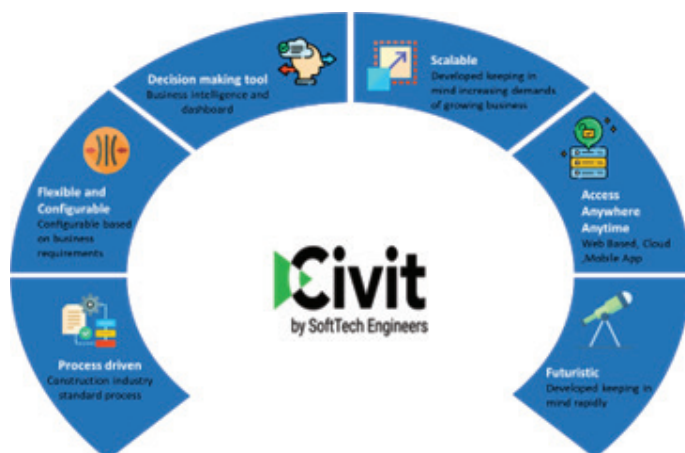 Decision making tool
Business intelligence and
dashboard
Scalable
Developed keeping in
mind increasing demands
of growing business
Flexible and
Configurable
Configurable based
on business
requirements
Access
Anywhere
Anytime
Web Based, Cloud
,Mobile App
Civit
by SoftTech Engineers
Process driven
Construction industry
standard process
Futuristic
Developed keeping in
mind rapidly